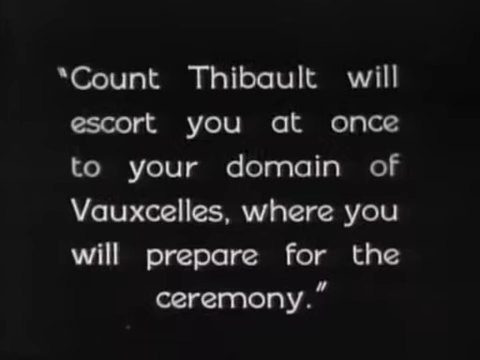 "Count Thibault will
escort you at once
to your domain of
Vauxcelles, where you
will prepare for the
ceremony."